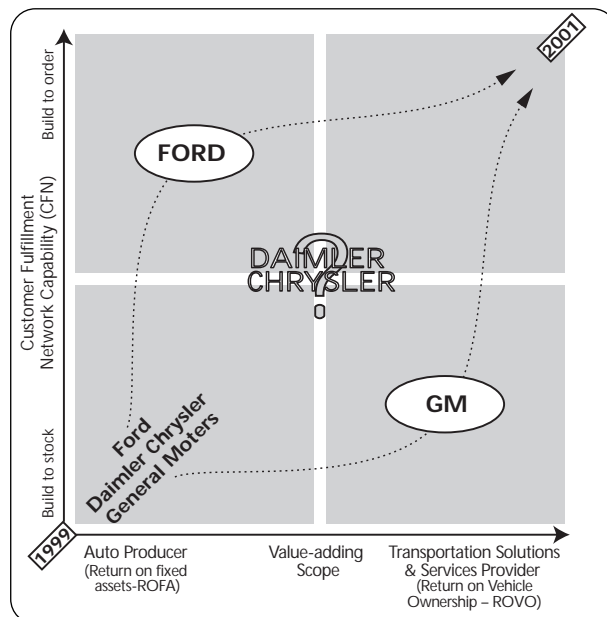 2001
Build to order
FORD
Customer Fulfillment
Network Capability (CFN)
DAIMLER
CHRYSLER
?
GM
Ford
Daimler Chrysler
General Moters
Build to stock
1999
Auto Producer
(Return on fixed
assets-ROFA)
Value-adding
Scope
Transportation Solutions
& Services Provider
(Return on Vehicle
Ownership – ROVO)